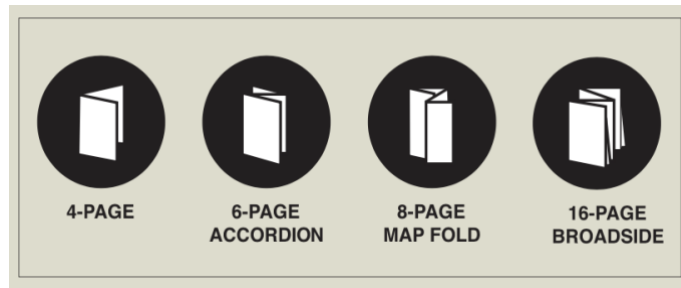 4-PAGE
6-PAGE
ACCORDION
8-PAGE
MAP FOLD
16-PAGE
BROADSIDE